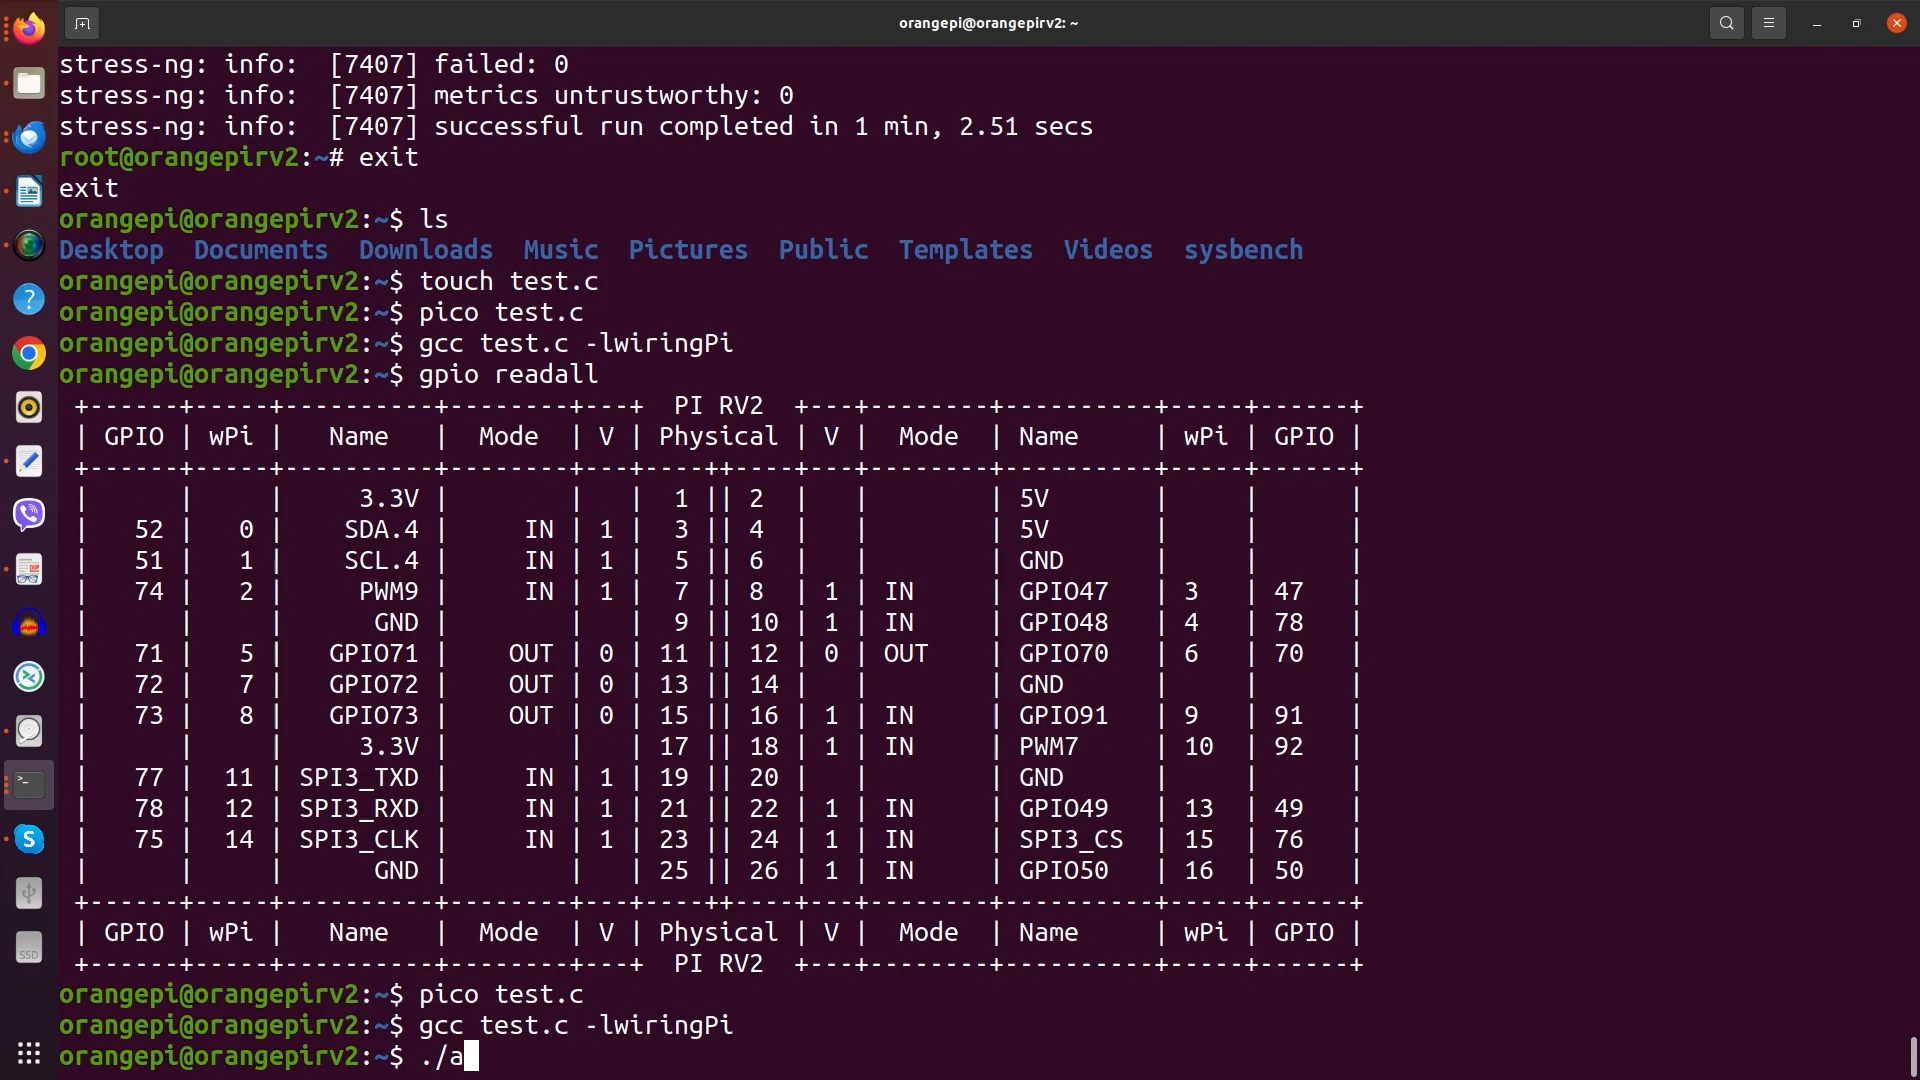 orangepi@orangepirv2: ~
stress-ng: info:  [7407] failed: 0
stress-ng: info:  [7407] metrics untrustworthy: 0
stress-ng: info:  [7407] successful run completed in 1 min, 2.51 secs
root@orangepirv2:~# exit
exit
orangepi@orangepirv2:~$ ls
Desktop  Documents  Downloads  Music  Pictures  Public  Templates  Videos  sysbench
orangepi@orangepirv2:~$ touch test.c
orangepi@orangepirv2:~$ pico test.c
orangepi@orangepirv2:~$ gcc test.c -lwiringPi
orangepi@orangepirv2:~$ gpio readall
 +------+-----+----------+--------+---+  PI RV2  +---+--------+----------+-----+------+
 | GPIO | wPi |   Name   |  Mode  | V | Physical | V |  Mode  | Name     | wPi | GPIO |
 +------+-----+----------+--------+---+----++----+---+--------+----------+-----+------+
 |      |     |     3.3V |        |   |  1 || 2  |   |        | 5V       |     |      |
 |   52 |   0 |    SDA.4 |     IN | 1 |  3 || 4  |   |        | 5V       |     |      |
 |   51 |   1 |    SCL.4 |     IN | 1 |  5 || 6  |   |        | GND      |     |      |
 |   74 |   2 |     PWM9 |     IN | 1 |  7 || 8  | 1 | IN     | GPIO47   | 3   | 47   |
 |      |     |      GND |        |   |  9 || 10 | 1 | IN     | GPIO48   | 4   | 78   |
 |   71 |   5 |   GPIO71 |    OUT | 0 | 11 || 12 | 0 | OUT    | GPIO70   | 6   | 70   |
 |   72 |   7 |   GPIO72 |    OUT | 0 | 13 || 14 |   |        | GND      |     |      |
 |   73 |   8 |   GPIO73 |    OUT | 0 | 15 || 16 | 1 | IN     | GPIO91   | 9   | 91   |
 |      |     |     3.3V |        |   | 17 || 18 | 1 | IN     | PWM7     | 10  | 92   |
 |   77 |  11 | SPI3_TXD |     IN | 1 | 19 || 20 |   |        | GND      |     |      |
 |   78 |  12 | SPI3_RXD |     IN | 1 | 21 || 22 | 1 | IN     | GPIO49   | 13  | 49   |
 |   75 |  14 | SPI3_CLK |     IN | 1 | 23 || 24 | 1 | IN     | SPI3_CS  | 15  | 76   |
 |      |     |      GND |        |   | 25 || 26 | 1 | IN     | GPIO50   | 16  | 50   |
 +------+-----+----------+--------+---+----++----+---+--------+----------+-----+------+
 | GPIO | wPi |   Name   |  Mode  | V | Physical | V |  Mode  | Name     | wPi | GPIO |
 +------+-----+----------+--------+---+  PI RV2  +---+--------+----------+-----+------+
orangepi@orangepirv2:~$ pico test.c
orangepi@orangepirv2:~$ gcc test.c -lwiringPi
orangepi@orangepirv2:~$ ./a
SSD